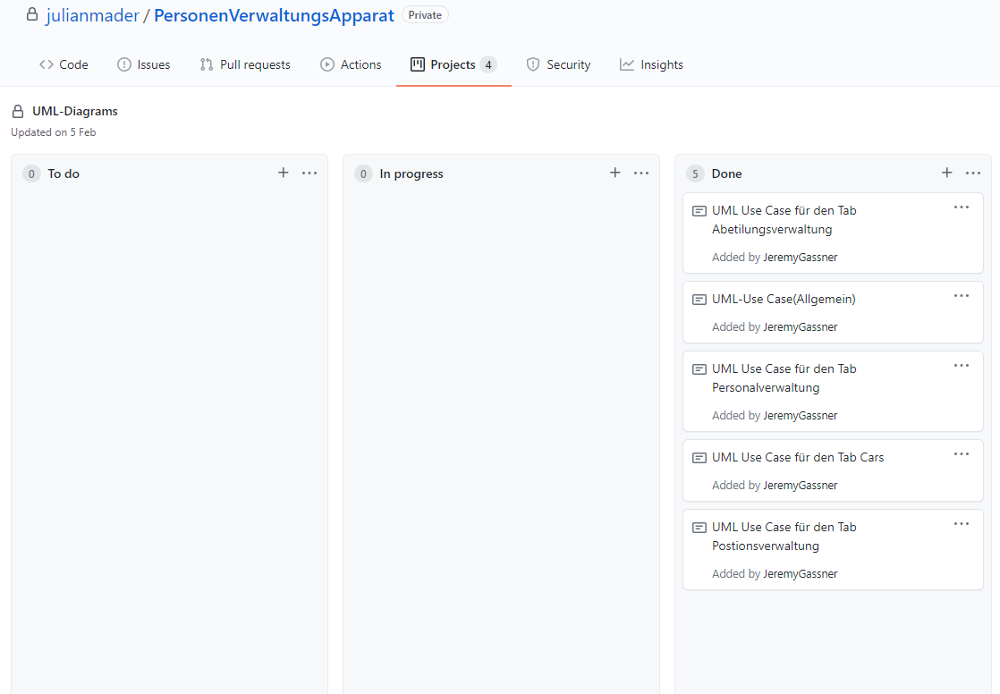 julianmader / PersonenVerwaltungsApparat Private
Code Issues Pull requests Actions Projects 4 Security Insights
UML-Diagrams
Updated on 5 Feb
0 To do
0 In progress
5 Done
UML Use Case für den Tab
Abetilungsverwaltung
Added by JeremyGassner
UML-Use Case(Allgemein)
Added by JeremyGassner
UML Use Case für den Tab
Personalverwaltung
Added by JeremyGassner
UML Use Case für den Tab Cars
Added by JeremyGassner
UML Use Case für den Tab
Postionsverwaltung
Added by JeremyGassner